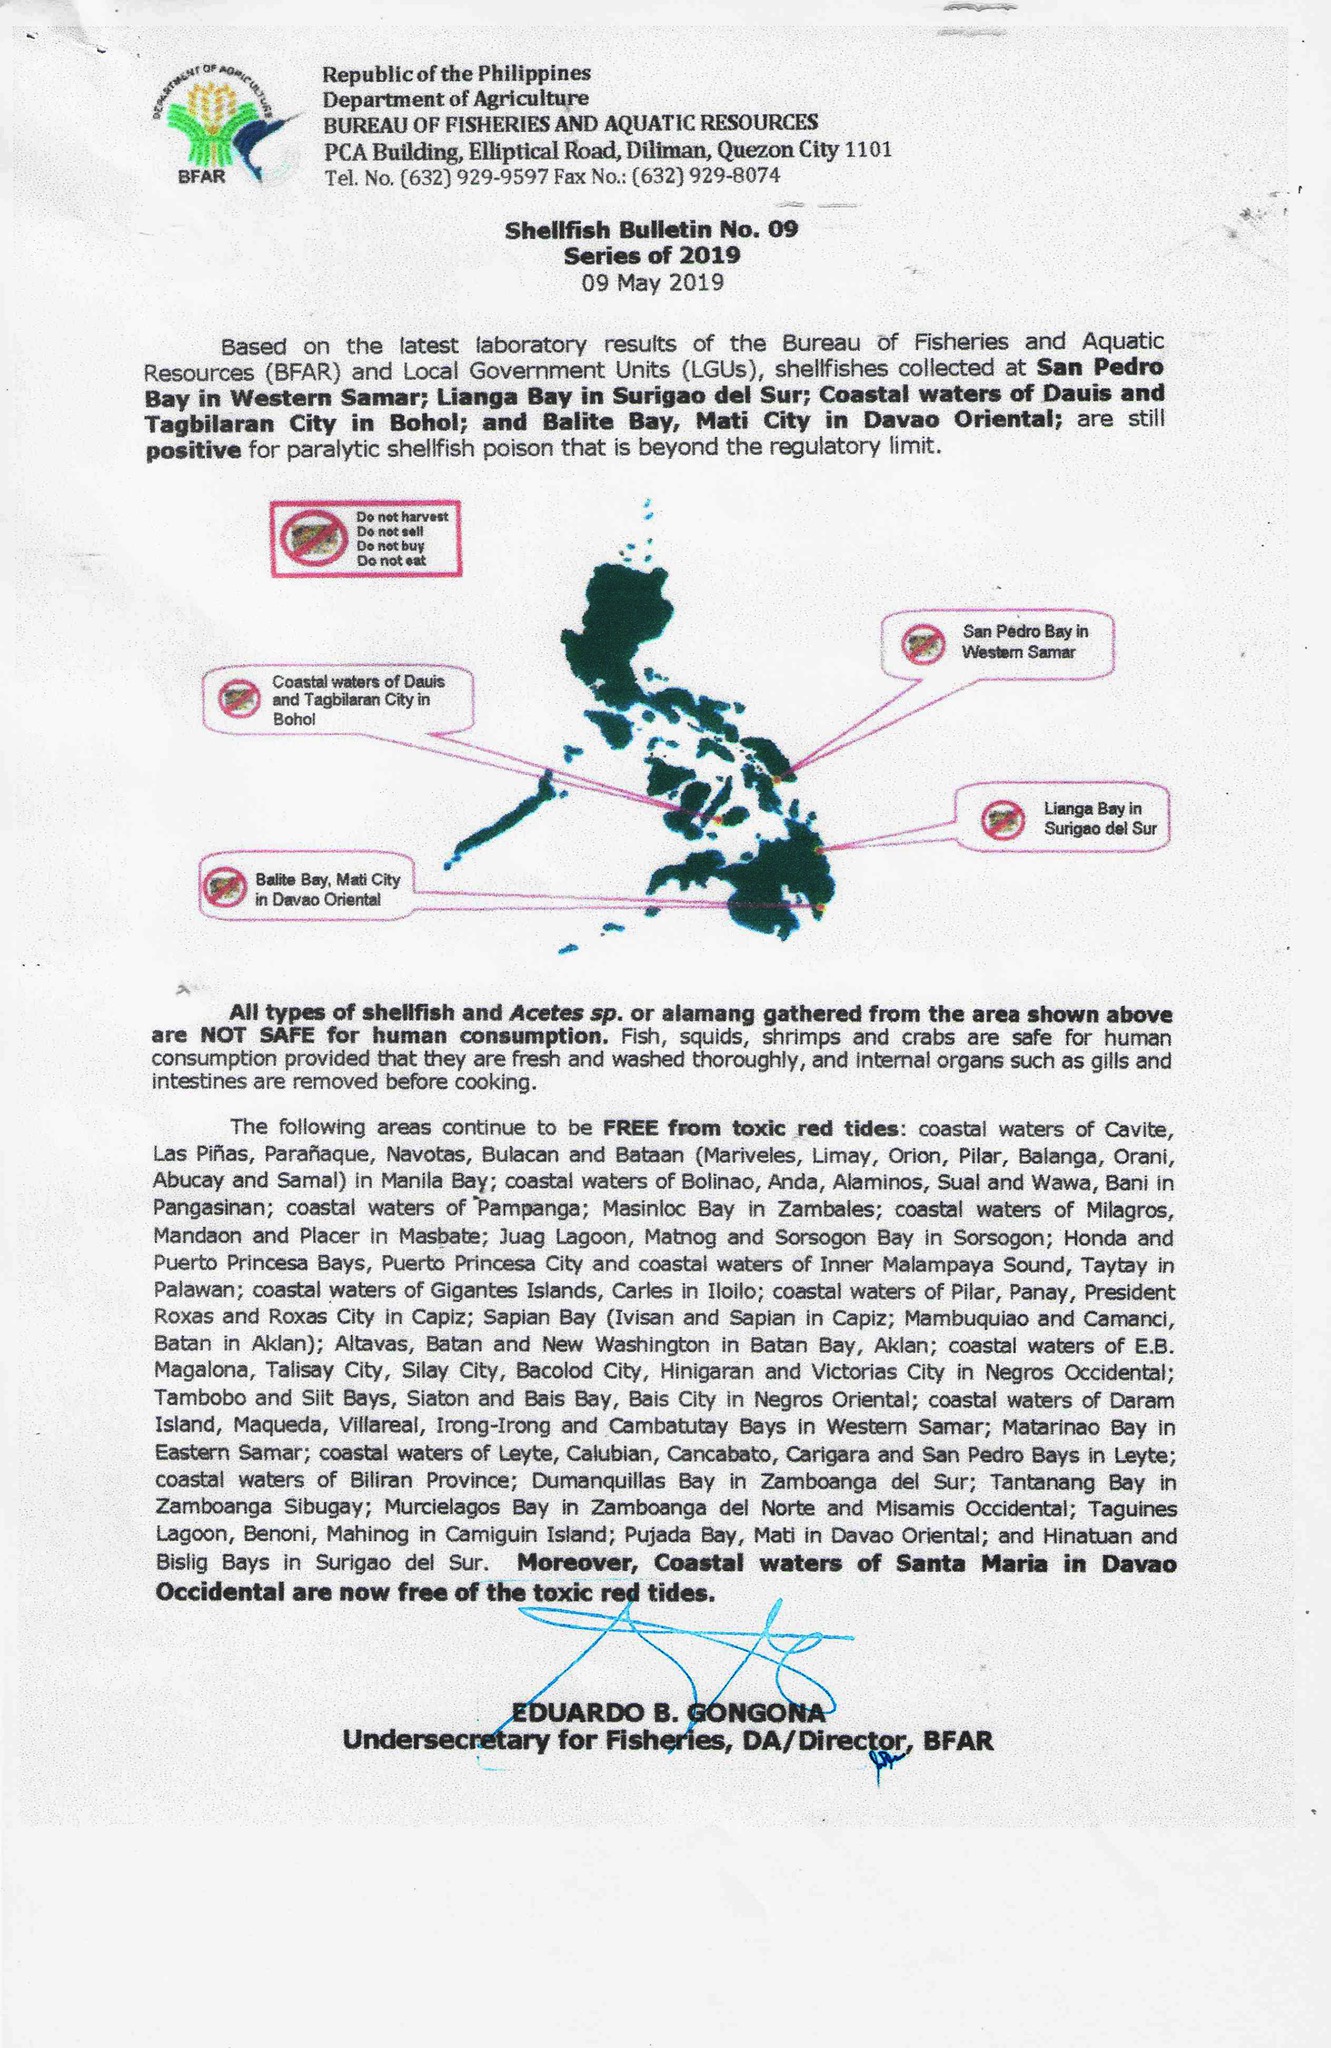 DEPARTMENT OF AGRICULTURE
BFAR
Republic of the Philippines
Department of Agriculture
BUREAU OF FISHERIES AND AQUATIC RESOURCES
PCA Building, Elliptical Road, Diliman, Quezon City 1101
Tel. No. (632) 929-9597 Fax No.: (632) 929-8074
Shellfish Bulletin No. 09
Series of 2019
09 May 2019
Based on the latest laboratory results of the Bureau of Fisheries and Aquatic
Resources (BFAR) and Local Government Units (LGUs), shellfishes collected at San Pedro
Bay in Western Samar; Lianga Bay in Surigao del Sur; Coastal waters of Dauis and
Tagbilaran City in Bohol; and Balite Bay, Mati City in Davao Oriental; are still
positive for paralytic shellfish poison that is beyond the regulatory limit.
Do not harvest
Do not sell
Do not buy
Do not eat
San Pedro Bay in
Western Samar
Coastal waters of Dauis
and Tagbilaran City in
Bohol
Lianga Bay in
Surigao del Sur
Balite Bay, Mati City
in Davao Oriental
All types of shellfish and Acetes sp. or alamang gathered from the area shown above
are NOT SAFE for human consumption. Fish, squids, shrimps and crabs are safe for human
consumption provided that they are fresh and washed thoroughly, and internal organs such as gills and
intestines are removed before cooking.
The following areas continue to be FREE from toxic red tides: coastal waters of Cavite,
Las Piñas, Parañaque, Navotas, Bulacan and Bataan (Mariveles, Limay, Orion, Pilar, Balanga, Orani,
Abucay and Samal) in Manila Bay; coastal waters of Bolinao, Anda, Alaminos, Sual and Wawa, Bani in
Pangasinan; coastal waters of Pampanga; Masinloc Bay in Zambales; coastal waters of Milagros,
Mandaon and Placer in Masbate; Juag Lagoon, Matnog and Sorsogon Bay in Sorsogon; Honda and
Puerto Princesa Bays, Puerto Princesa City and coastal waters of Inner Malampaya Sound, Taytay in
Palawan; coastal waters of Gigantes Islands, Carles in Iloilo; coastal waters of Pilar, Panay, President
Roxas and Roxas City in Capiz; Sapian Bay (Ivisan and Sapian in Capiz; Mambuquiao and Camanci,
Batan in Aklan); Altavas, Batan and New Washington in Batan Bay, Aklan; coastal waters of E.B.
Magalona, Talisay City, Silay City, Bacolod City, Hinigaran and Victorias City in Negros Occidental;
Tambobo and Siit Bays, Siaton and Bais Bay, Bais City in Negros Oriental; coastal waters of Daram
Island, Maqueda, Villareal, Irong-Irong and Cambatutay Bays in Western Samar; Matarinao Bay in
Eastern Samar; coastal waters of Leyte, Calubian, Cancabato, Carigara and San Pedro Bays in Leyte;
coastal waters of Biliran Province; Dumanquillas Bay in Zamboanga del Sur; Tantanang Bay in
Zamboanga Sibugay; Murcielagos Bay in Zamboanga del Norte and Misamis Occidental; Taguines
Lagoon, Benoni, Mahinog in Camiguin Island; Pujada Bay, Mati in Davao Oriental; and Hinatuan and
Bislig Bays in Surigao del Sur. Moreover, Coastal waters of Santa Maria in Davao
Occidental are now free of the toxic red tides.
EDUARDO B. GONGONA
Undersecretary for Fisheries, DA/Director, BFAR